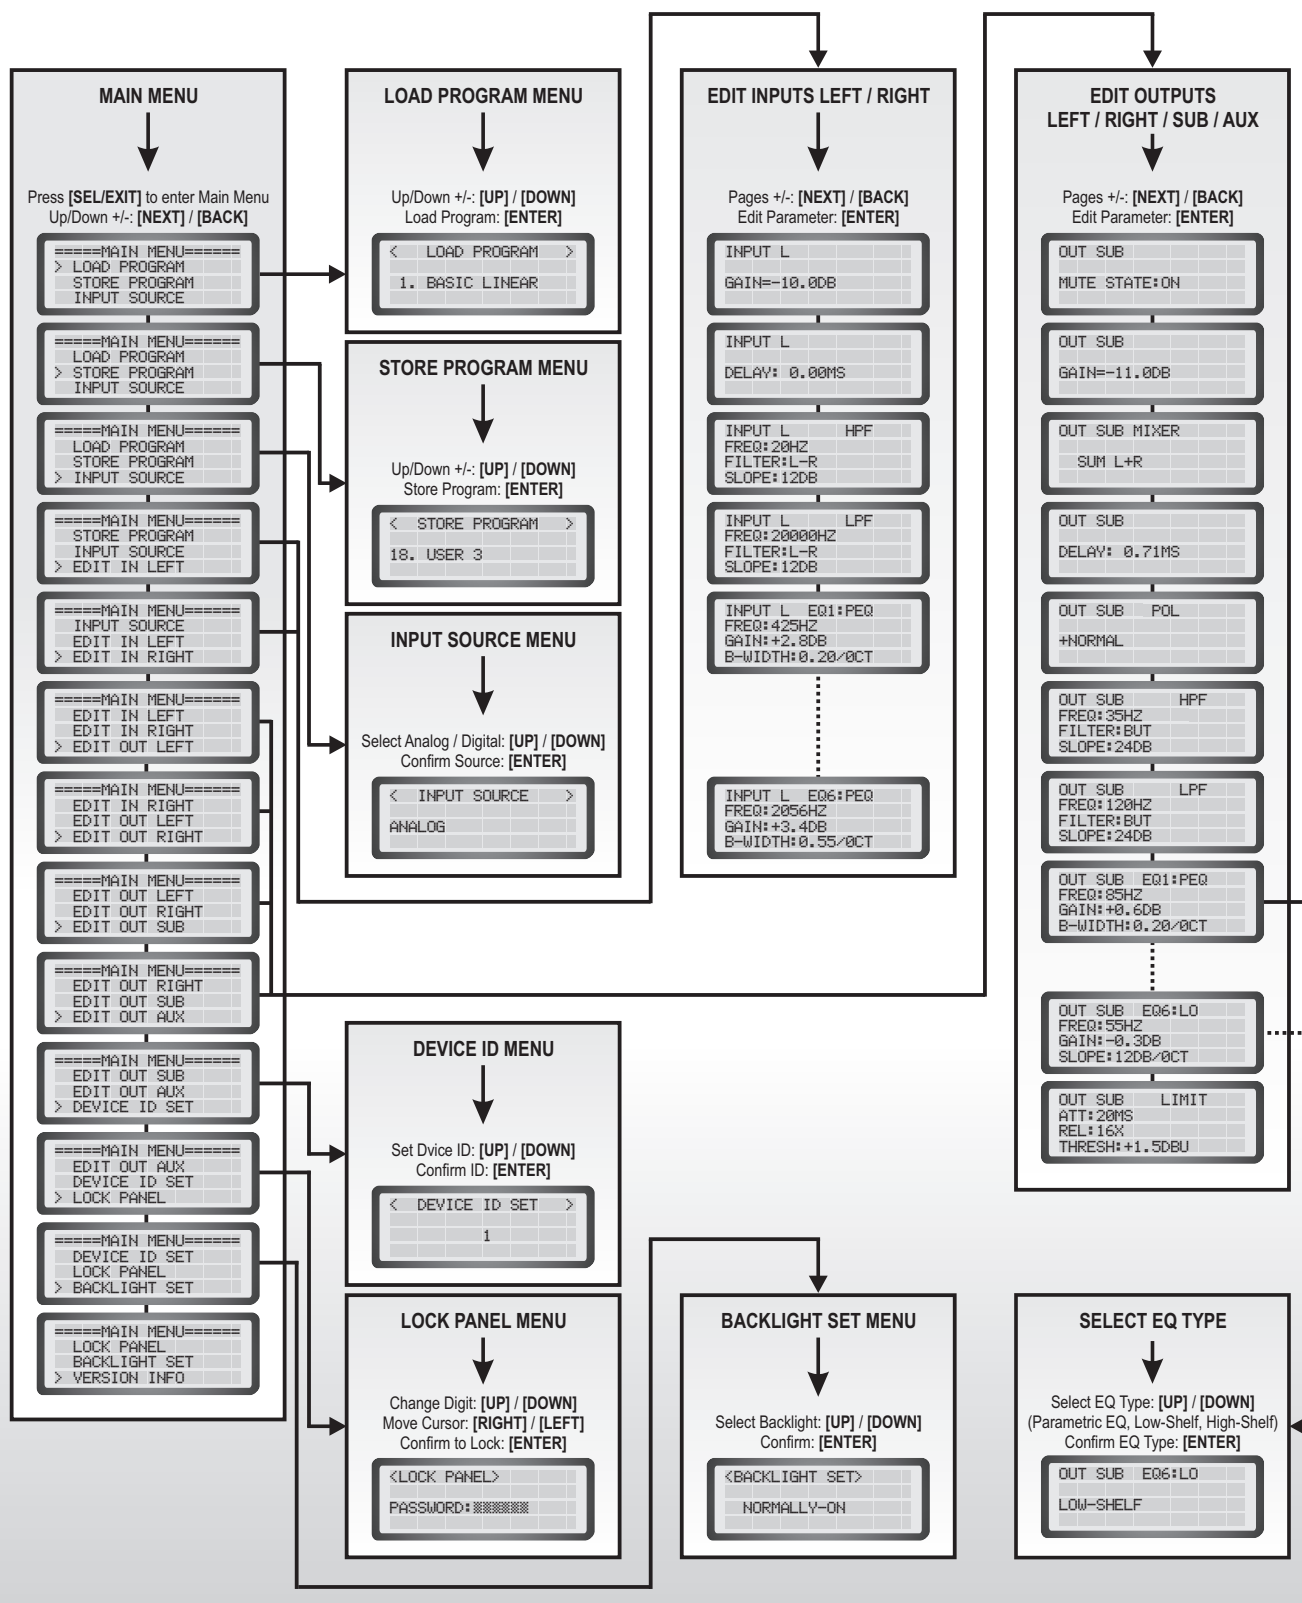 MAIN MENU
Press [SEL/EXIT] to enter Main Menu
Up/Down +/-: [NEXT] / [BACK]
=====MAIN MENU======
> LOAD PROGRAM
STORE PROGRAM
INPUT SOURCE
=====MAIN MENU======
LOAD PROGRAM
> STORE PROGRAM
INPUT SOURCE
=====MAIN MENU======
LOAD PROGRAM
STORE PROGRAM
> INPUT SOURCE
=====MAIN MENU======
STORE PROGRAM
INPUT SOURCE
> EDIT IN LEFT
=====MAIN MENU======
INPUT SOURCE
EDIT IN LEFT
> EDIT IN RIGHT
=====MAIN MENU======
EDIT IN LEFT
EDIT IN RIGHT
> EDIT OUT LEFT
=====MAIN MENU======
EDIT IN RIGHT
EDIT OUT LEFT
> EDIT OUT RIGHT
=====MAIN MENU======
EDIT OUT LEFT
EDIT OUT RIGHT
> EDIT OUT SUB
=====MAIN MENU======
EDIT OUT RIGHT
EDIT OUT SUB
> EDIT OUT AUX
=====MAIN MENU======
EDIT OUT SUB
EDIT OUT AUX
> DEVICE ID SET
=====MAIN MENU======
EDIT OUT AUX
DEVICE ID SET
> LOCK PANEL
=====MAIN MENU======
DEVICE ID SET
LOCK PANEL
> BACKLIGHT SET
=====MAIN MENU======
LOCK PANEL
BACKLIGHT SET
> VERSION INFO
LOAD PROGRAM MENU
Up/Down +/-: [UP] / [DOWN]
Load Program: [ENTER]
< LOAD PROGRAM >
1. BASIC LINEAR
STORE PROGRAM MENU
Up/Down +/-: [UP] / [DOWN]
Store Program: [ENTER]
< STORE PROGRAM >
18. USER 3
INPUT SOURCE MENU
Select Analog / Digital: [UP] / [DOWN]
Confirm Source: [ENTER]
< INPUT SOURCE >
ANALOG
DEVICE ID MENU
Set Dvice ID: [UP] / [DOWN]
Confirm ID: [ENTER]
< DEVICE ID SET >
1
LOCK PANEL MENU
Change Digit: [UP] / [DOWN]
Move Cursor: [RIGHT] / [LEFT]
Confirm to Lock: [ENTER]
<LOCK PANEL>
PASSWORD:▒▒▒▒▒▒
EDIT INPUTS LEFT / RIGHT
Pages +/-: [NEXT] / [BACK]
Edit Parameter: [ENTER]
INPUT L
GAIN=-10.0DB
INPUT L
DELAY: 0.00MS
INPUT L HPF
FREQ:20HZ
FILTER:L-R
SLOPE:12DB
INPUT L LPF
FREQ:20000HZ
FILTER:L-R
SLOPE:12DB
INPUT L EQ1:PEQ
FREQ:425HZ
GAIN:+2.8DB
B-WIDTH:0.20/OCT
INPUT L EQ6:PEQ
FREQ:2056HZ
GAIN:+3.4DB
B-WIDTH:0.55/OCT
BACKLIGHT SET MENU
Select Backlight: [UP] / [DOWN]
Confirm: [ENTER]
<BACKLIGHT SET>
NORMALLY-ON
EDIT OUTPUTS
LEFT / RIGHT / SUB / AUX
Pages +/-: [NEXT] / [BACK]
Edit Parameter: [ENTER]
OUT SUB
MUTE STATE:ON
OUT SUB
GAIN=-11.0DB
OUT SUB MIXER
SUM L+R
OUT SUB
DELAY: 0.71MS
OUT SUB POL
+NORMAL
OUT SUB HPF
FREQ:35HZ
FILTER:BUT
SLOPE:24DB
OUT SUB LPF
FREQ:120HZ
FILTER:BUT
SLOPE:24DB
OUT SUB EQ1:PEQ
FREQ:85HZ
GAIN:+0.6DB
B-WIDTH:0.20/OCT
OUT SUB EQ6:LO
FREQ:55HZ
GAIN:-0.3DB
SLOPE:12DB/OCT
OUT SUB LIMIT
ATT:20MS
REL:16X
THRESH:+1.5DBU
SELECT EQ TYPE
Select EQ Type: [UP] / [DOWN]
(Parametric EQ, Low-Shelf, High-Shelf)
Confirm EQ Type: [ENTER]
OUT SUB EQ6:LO
LOW-SHELF